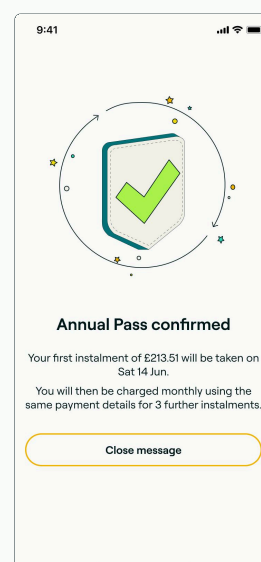 9:41
Annual Pass confirmed
Your first instalment of £213.51 will be taken on
Sat 14 Jun.
You will then be charged monthly using the
same payment details for 3 further instalments.
Close message